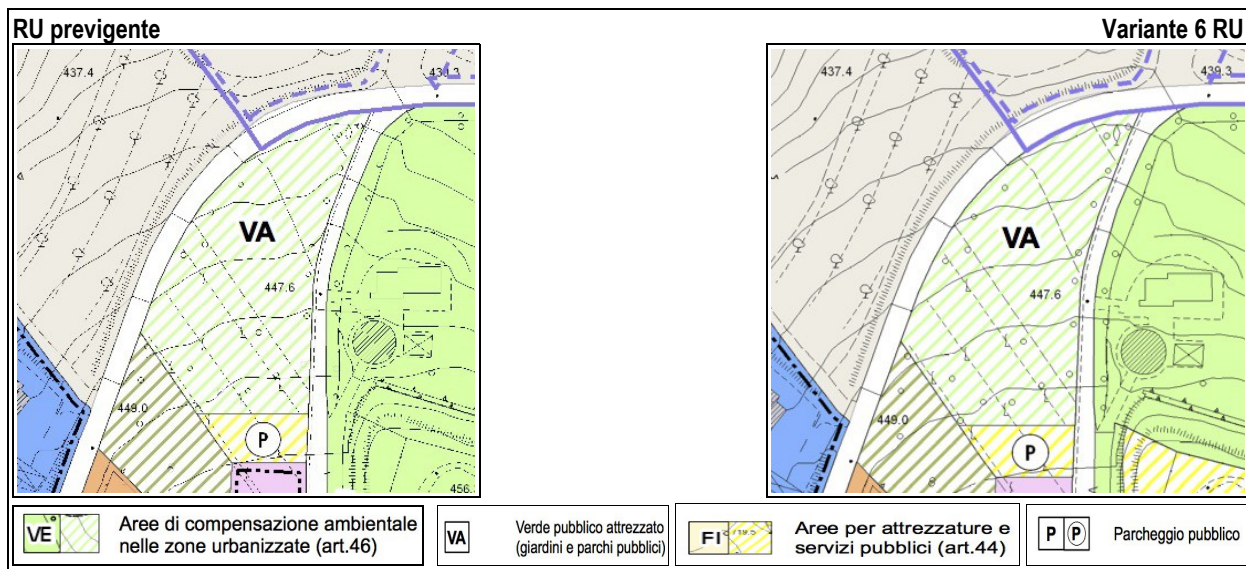 RU previgente
Variante 6 RU
437.4
VA
447.6
449.0
P
456.
437.4
439.3
VA
447.6
449.0
P
VE
Aree di compensazione ambientale
nelle zone urbanizzate (art.46)
VA
Verde pubblico attrezzato
(giardini e parchi pubblici)
FI
Aree per attrezzature e
servizi pubblici (art.44)
P P
Parcheggio pubblico